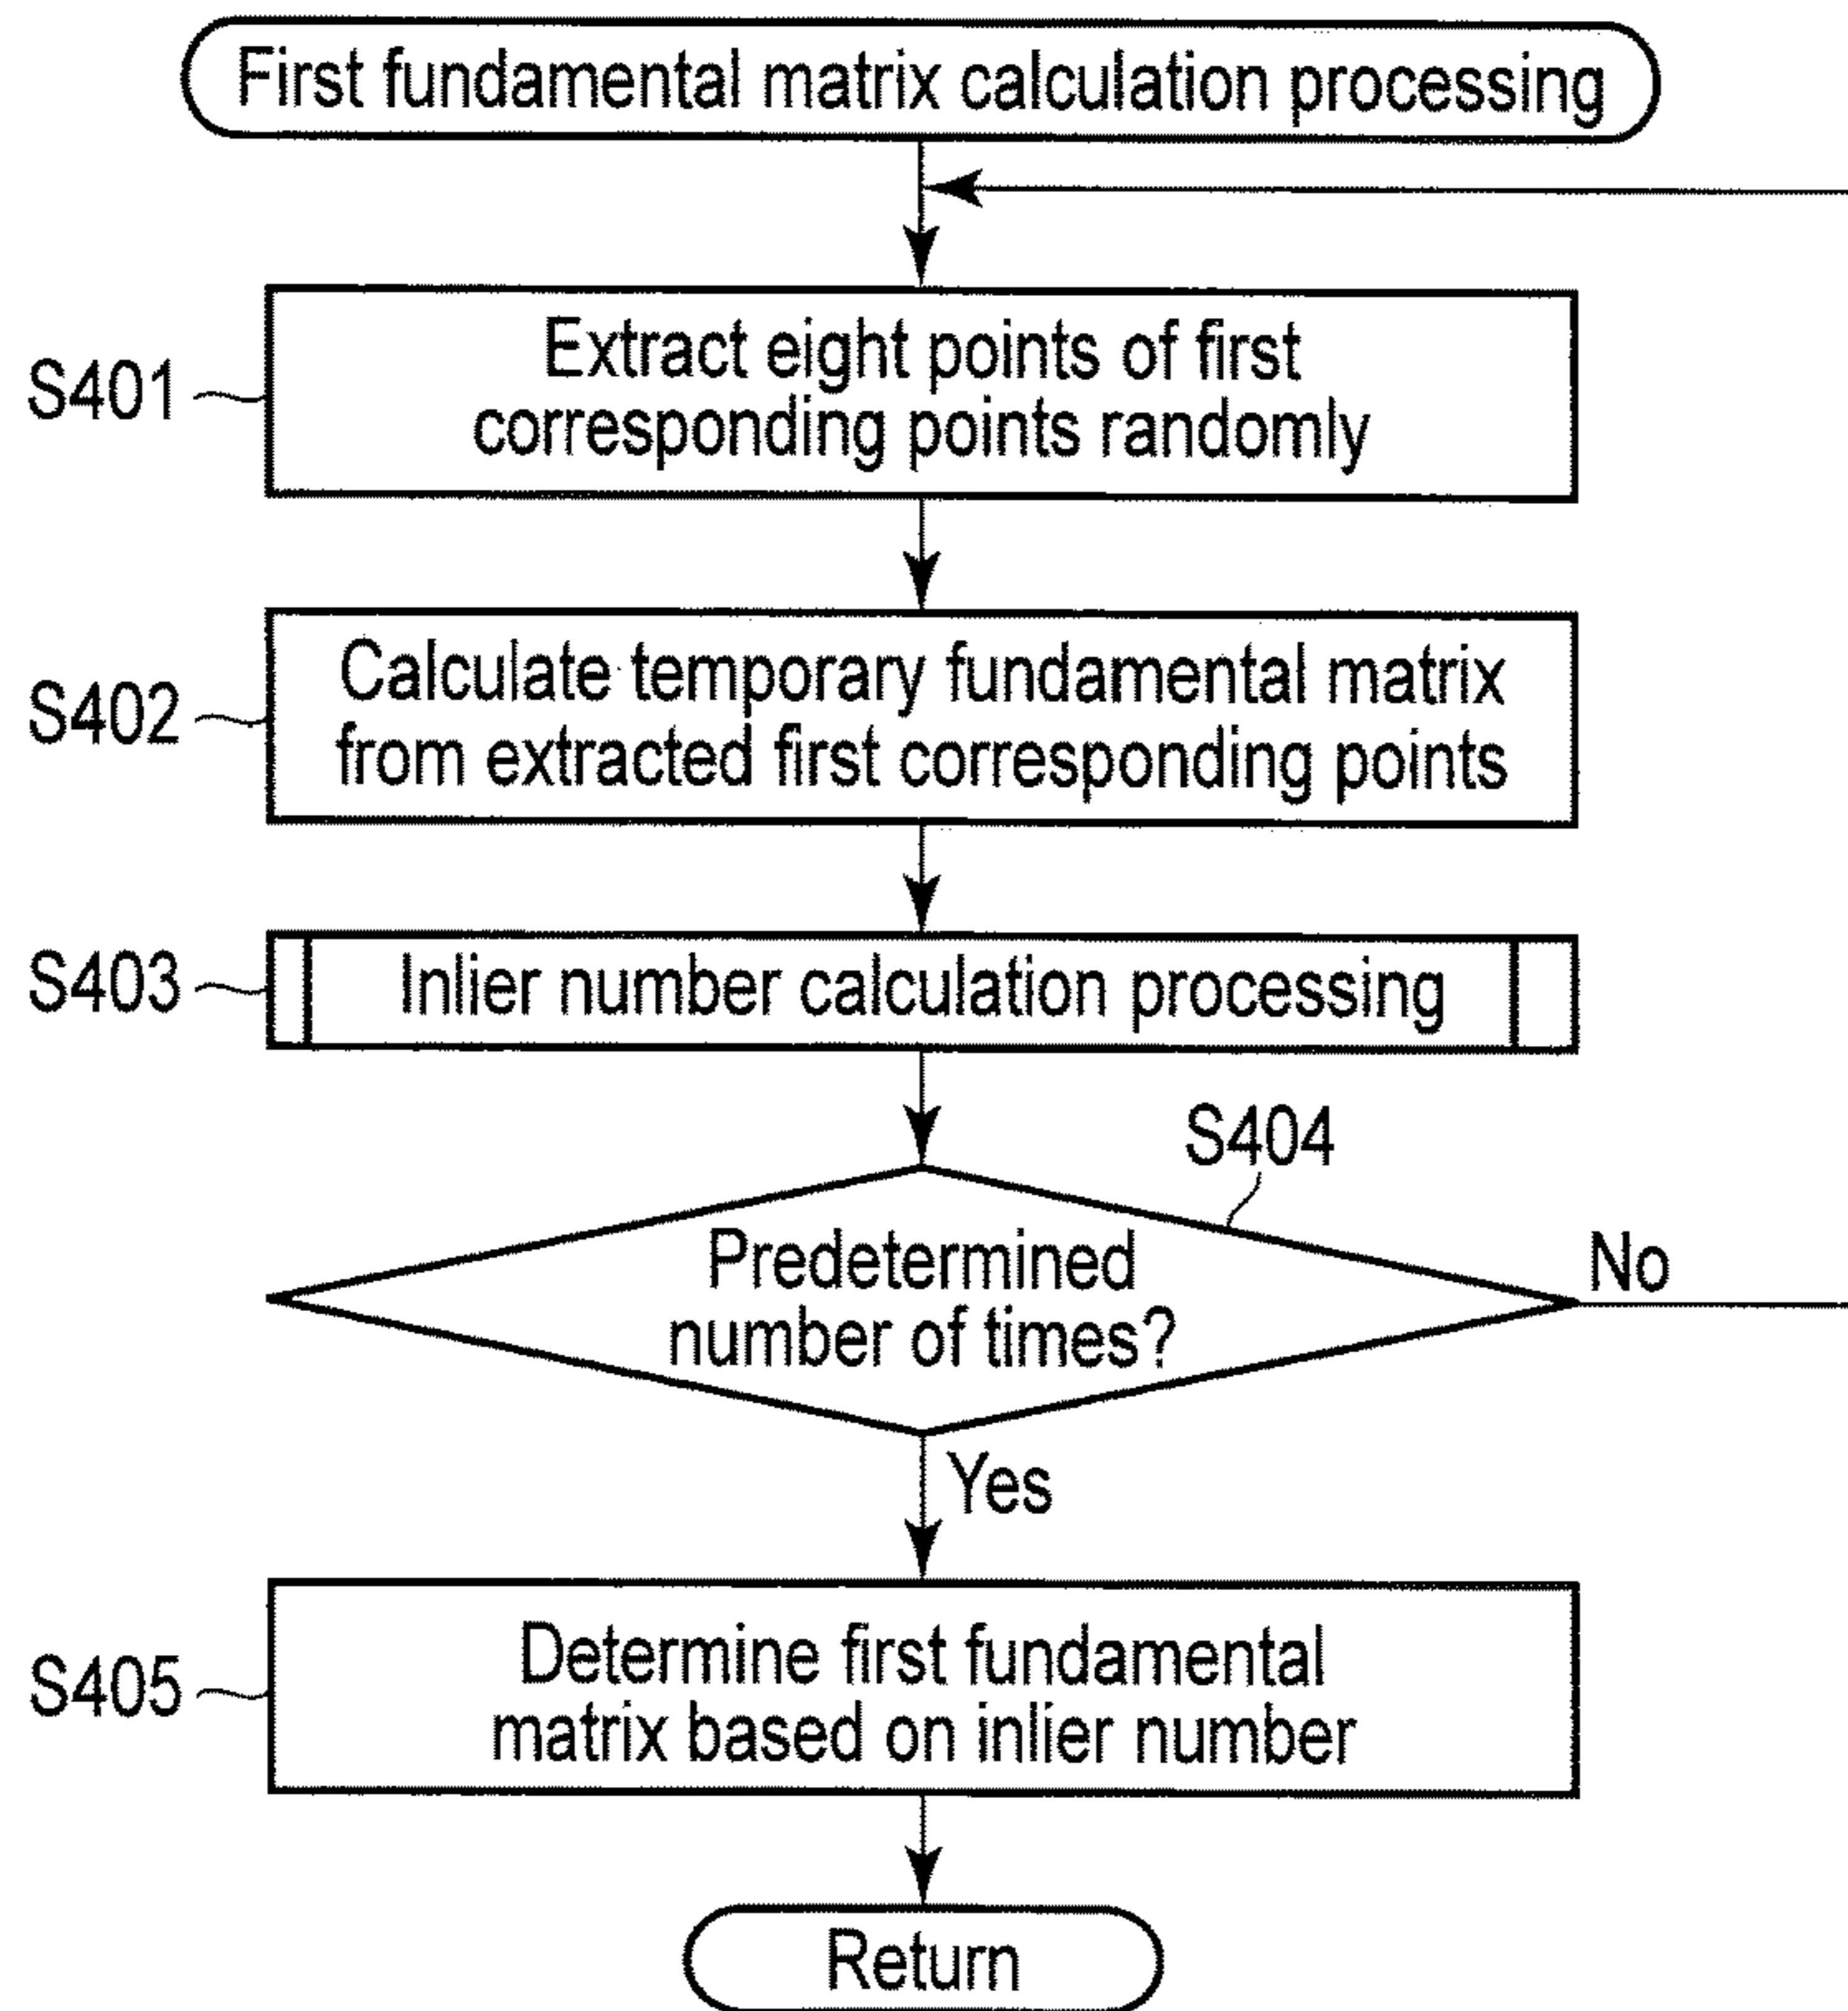 First fundamental matrix calculation processing
S401
Extract eight points of first
corresponding points randomly
S402
Calculate temporary fundamental matrix
from extracted first corresponding points
S403
Inlier number calculation processing
S404
Predetermined
number of times?
No
Yes
S405
Determine first fundamental
matrix based on inlier number
Return